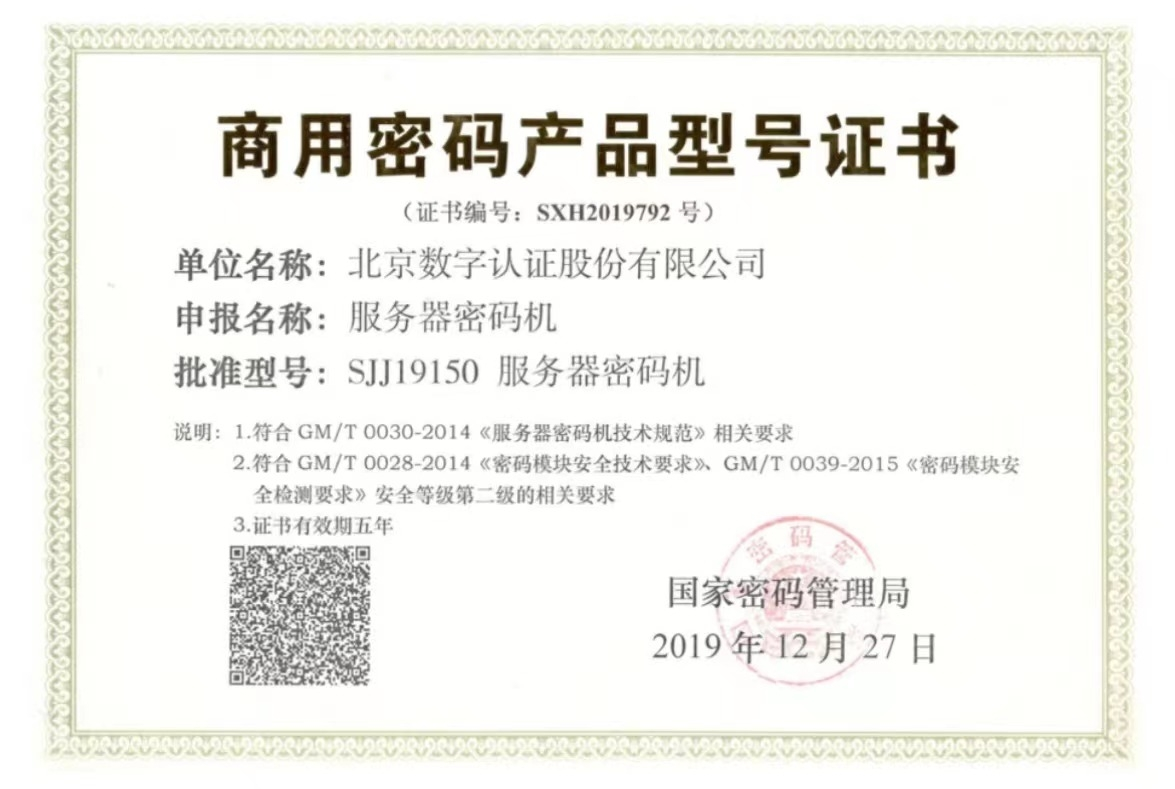 商用密码产品型号证书
（证书编号：SXH2019792 号）
单位名称：北京数字认证股份有限公司
申报名称：服务器密码机
批准型号：SJJ19150 服务器密码机
说明：1.符合 GM/T 0030-2014《服务器密码机技术规范》相关要求
2.符合 GM/T 0028-2014《密码模块安全技术要求》、GM/T 0039-2015《密码模块安
全检测要求》安全等级第二级的相关要求
3.证书有效期五年
密码管
国家密码管理局
2019 年 12 月 27 日